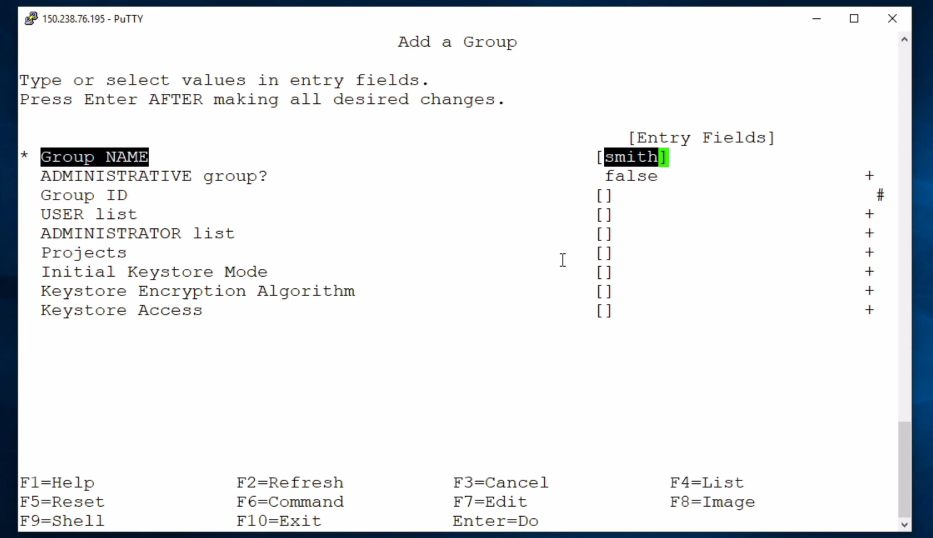 150.238.76.195 - PuTTY
Add a Group
Type or select values in entry fields.
Press Enter AFTER making all desired changes.
[Entry Fields]
* Group NAME [smith]
ADMINISTRATIVE group? false +
Group ID [] #
USER list [] +
ADMINISTRATOR list [] +
Projects [] +
Initial Keystore Mode [] +
Keystore Encryption Algorithm [] +
Keystore Access [] +
F1=Help F2=Refresh F3=Cancel F4=List
F5=Reset F6=Command F7=Edit F8=Image
F9=Shell F10=Exit Enter=Do